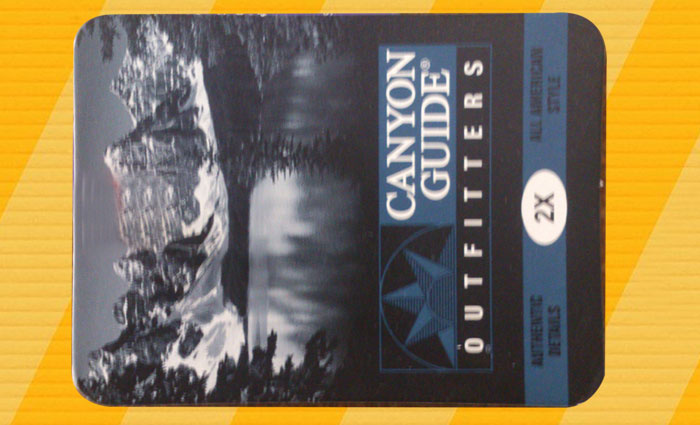 CANYON
GUIDE®
OUTFITTERS
AUTHENTIC
DETAILS
2X
ALL AMERICAN
STYLE